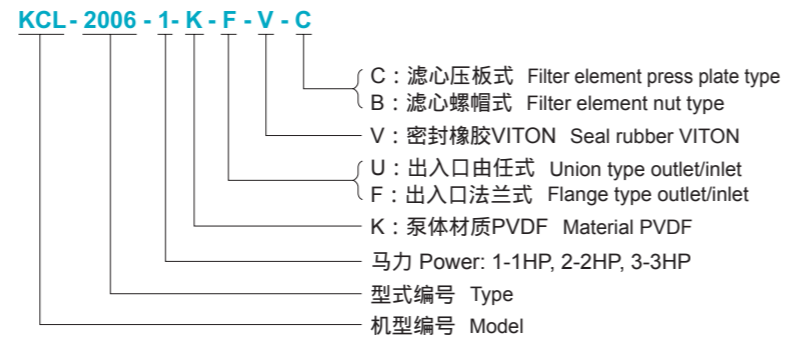 KCL - 2006 - 1- K - F - V - C
C：滤心压板式 Filter element press plate type
B：滤心螺帽式 Filter element nut type
V：密封橡胶VITON Seal rubber VITON
U：出入口由任式 Union type outlet/inlet
F：出入口法兰式 Flange type outlet/inlet
K：泵体材质PVDF Material PVDF
马力 Power: 1-1HP, 2-2HP, 3-3HP
型式编号 Type
机型编号 Model